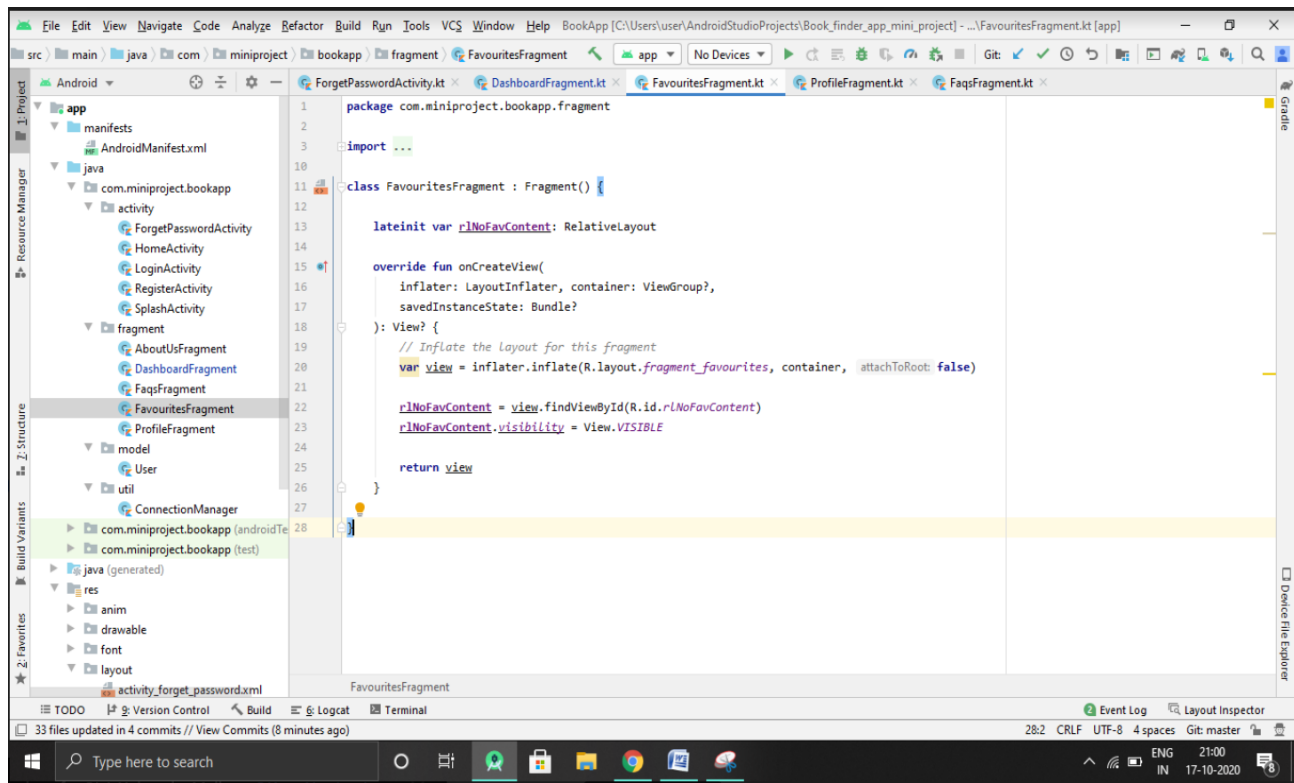 File Edit View Navigate Code Analyze Refactor Build Run Tools VCS Window Help BookApp [C:\Users\user\AndroidStudioProjects\Book_finder_app_mini_project] - ...\FavouritesFragment.kt [app]
src main java com miniproject bookapp fragment FavouritesFragment app No Devices Git:
Android
ForgetPasswordActivity.kt DashboardFragment.kt FavouritesFragment.kt ProfileFragment.kt FaqsFragment.kt
1: Project
Resource Manager
7: Structure
Build Variants
2: Favorites
app
manifests
AndroidManifest.xml
java
com.miniproject.bookapp
activity
ForgetPasswordActivity
HomeActivity
LoginActivity
RegisterActivity
SplashActivity
fragment
AboutUsFragment
DashboardFragment
FaqsFragment
FavouritesFragment
ProfileFragment
model
User
util
ConnectionManager
com.miniproject.bookapp (androidTe
com.miniproject.bookapp (test)
java (generated)
res
anim
drawable
font
layout
activity_forget_password.xml
1 package com.miniproject.bookapp.fragment
2
3 import ...
10
11 class FavouritesFragment : Fragment() {
12
13 lateinit var rlNoFavContent: RelativeLayout
14
15 override fun onCreateView(
16 inflater: LayoutInflater, container: ViewGroup?,
17 savedInstanceState: Bundle?
18 ): View? {
19 // Inflate the layout for this fragment
20 var view = inflater.inflate(R.layout.fragment_favourites, container, attachToRoot: false)
21
22 rlNoFavContent = view.findViewById(R.id.rlNoFavContent)
23 rlNoFavContent.visibility = View.VISIBLE
24
25 return view
26 }
27
28 }
FavouritesFragment
Gradle
Device File Explorer
TODO 9: Version Control Build 6: Logcat Terminal 2 Event Log Layout Inspector
33 files updated in 4 commits // View Commits (8 minutes ago) 28:2 CRLF UTF-8 4 spaces Git: master
Type here to search
ENG
IN
21:00
17-10-2020
8